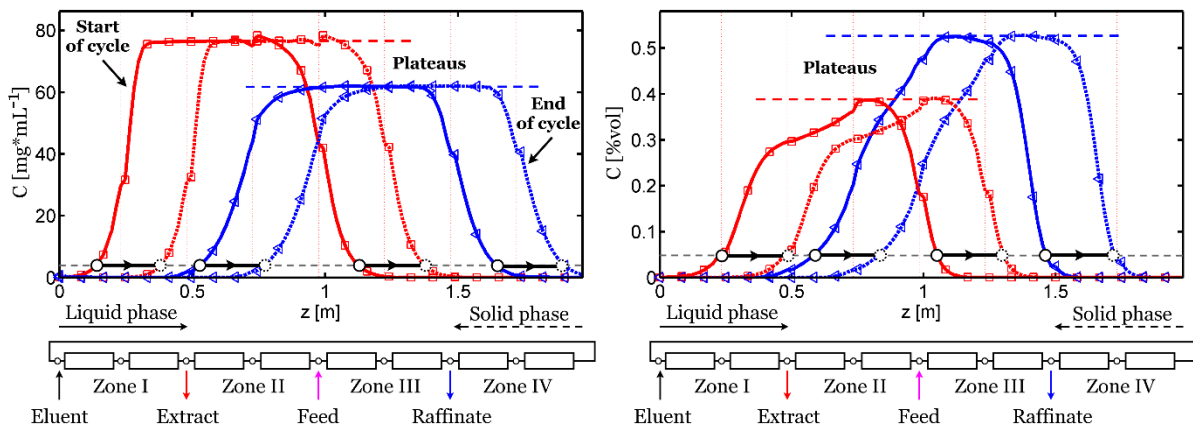 Start
of cycle
Plateaus
End
of cycle
C [mg*mL⁻¹]
80
60
40
20
0
0
0.5
1
1.5
z [m]
Liquid phase
Solid phase
Zone I
Zone II
Zone III
Zone IV
Eluent
Extract
Feed
Raffinate
Plateaus
C [%vol]
0.5
0.4
0.3
0.2
0.1
0
0
0.5
1
1.5
z [m]
Liquid phase
Solid phase
Zone I
Zone II
Zone III
Zone IV
Eluent
Extract
Feed
Raffinate